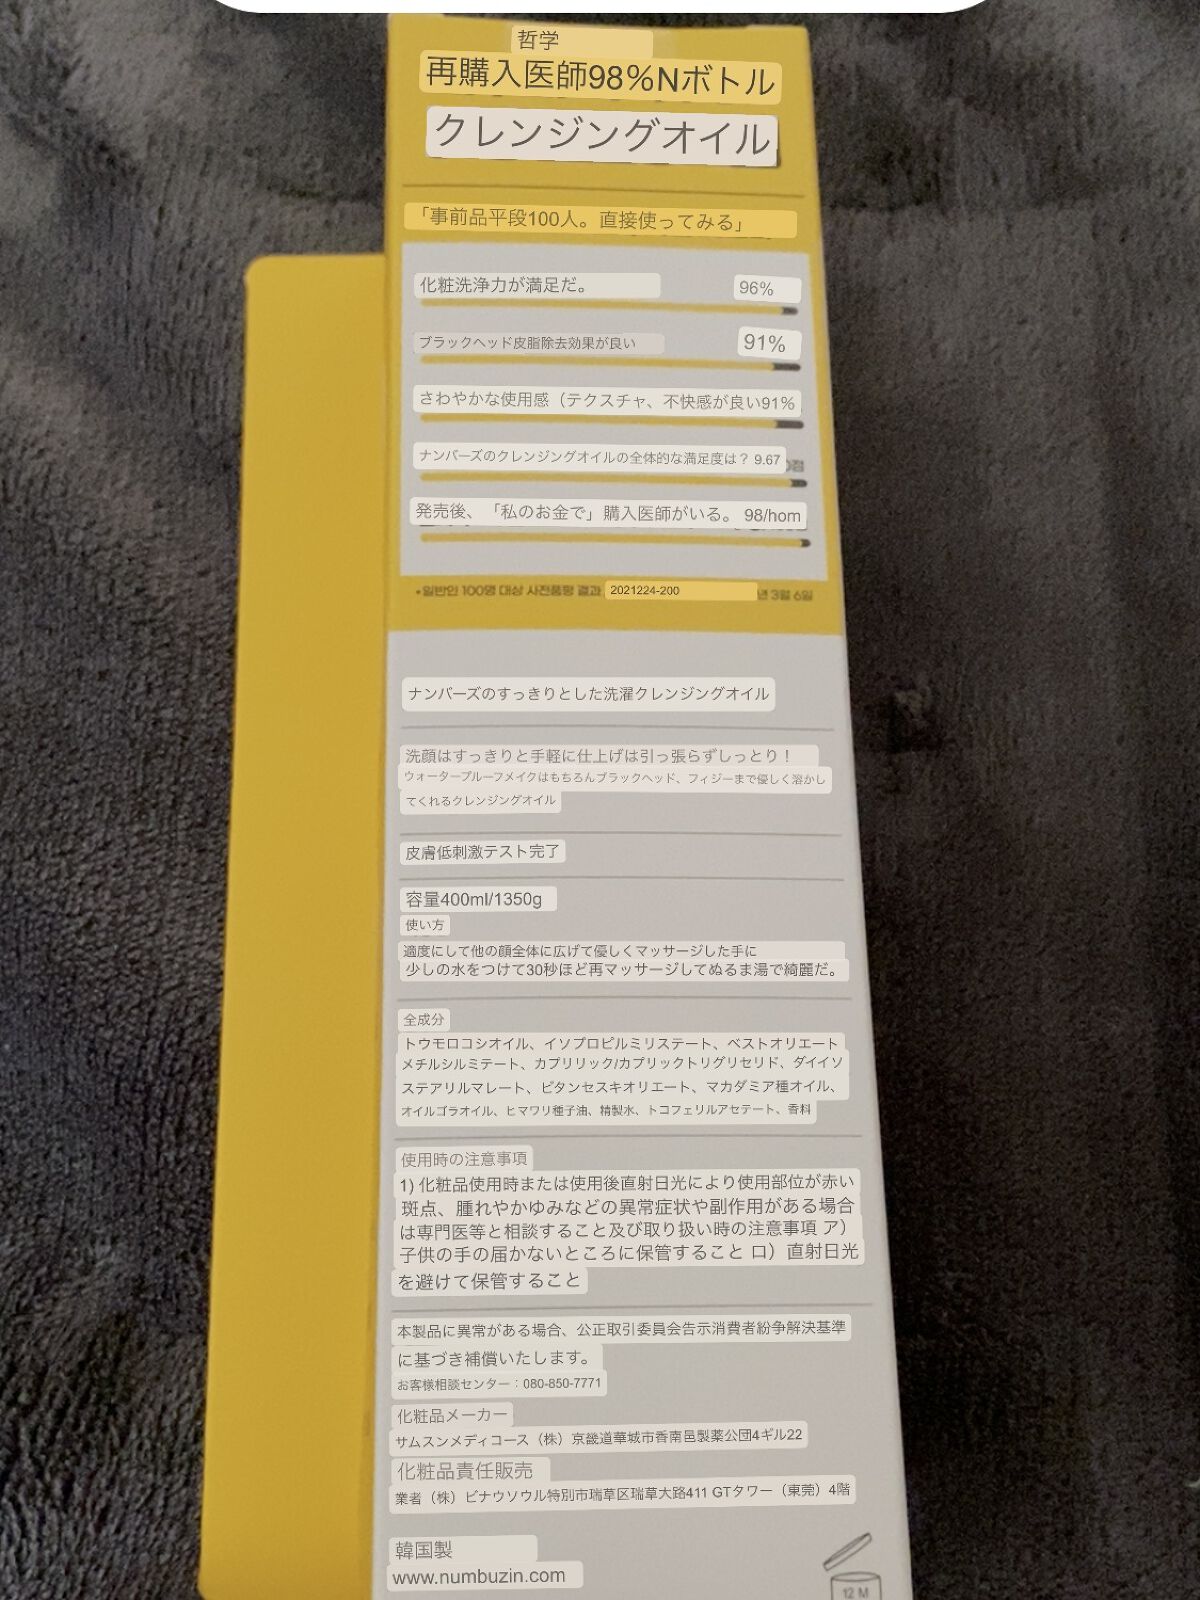 哲学
再購入医師98%Nボトル
クレンジングオイル
「事前品平段100人。直接使ってみる」
化粧洗浄力が満足だ。 96%
ブラックヘッド皮脂除去効果が良い 91%
さわやかな使用感（テクスチャ、不快感が良い91%
ナンバーズのクレンジングオイルの全体的な満足度は？ 9.67
発売後、「私のお金で」購入医師がいる。 98/hom
•일반인 100명 대상 사전품평 결과 2021224-200 년 3월 6일
ナンバーズのすっきりとした洗濯クレンジングオイル
洗顔はすっきりと手軽に仕上げは引っ張らずしっとり！
ウォータープルーフメイクはもちろんブラックヘッド、フィジーまで優しく溶かし
てくれるクレンジングオイル
皮膚低刺激テスト完了
容量400ml/1350g
使い方
適度にして他の顔全体に広げて優しくマッサージした手に
少しの水をつけて30秒ほど再マッサージしてぬるま湯で綺麗だ。
全成分
トウモロコシオイル、イソプロピルミリステート、ベストオリエート
メチルシルミテート、カプリリック/カプリックトリグリセリド、ダイイソ
ステアリルマレート、ピタンセスキオリエート、マカダミア種オイル、
オイルゴラオイル、ヒマワリ種子油、精製水、トコフェリルアセテート、香料
使用時の注意事項
1) 化粧品使用時または使用後直射日光により使用部位が赤い
斑点、腫れやかゆみなどの異常症状や副作用がある場合
は専門医等と相談すること及び取り扱い時の注意事項 ア）
子供の手の届かないところに保管すること ロ）直射日光
を避けて保管すること
本製品に異常がある場合、公正取引委員会告示消費者紛争解決基準
に基づき補償いたします。
お客様相談センター：080-850-7771
化粧品メーカー
サムスンメディコース（株）京畿道華城市香南邑製薬公団4ギル22
化粧品責任販売
業者（株）ビナウソウル特別市瑞草区瑞草大路411 GTタワー（東莞）4階
韓国製
www.numbuzin.com
12 M